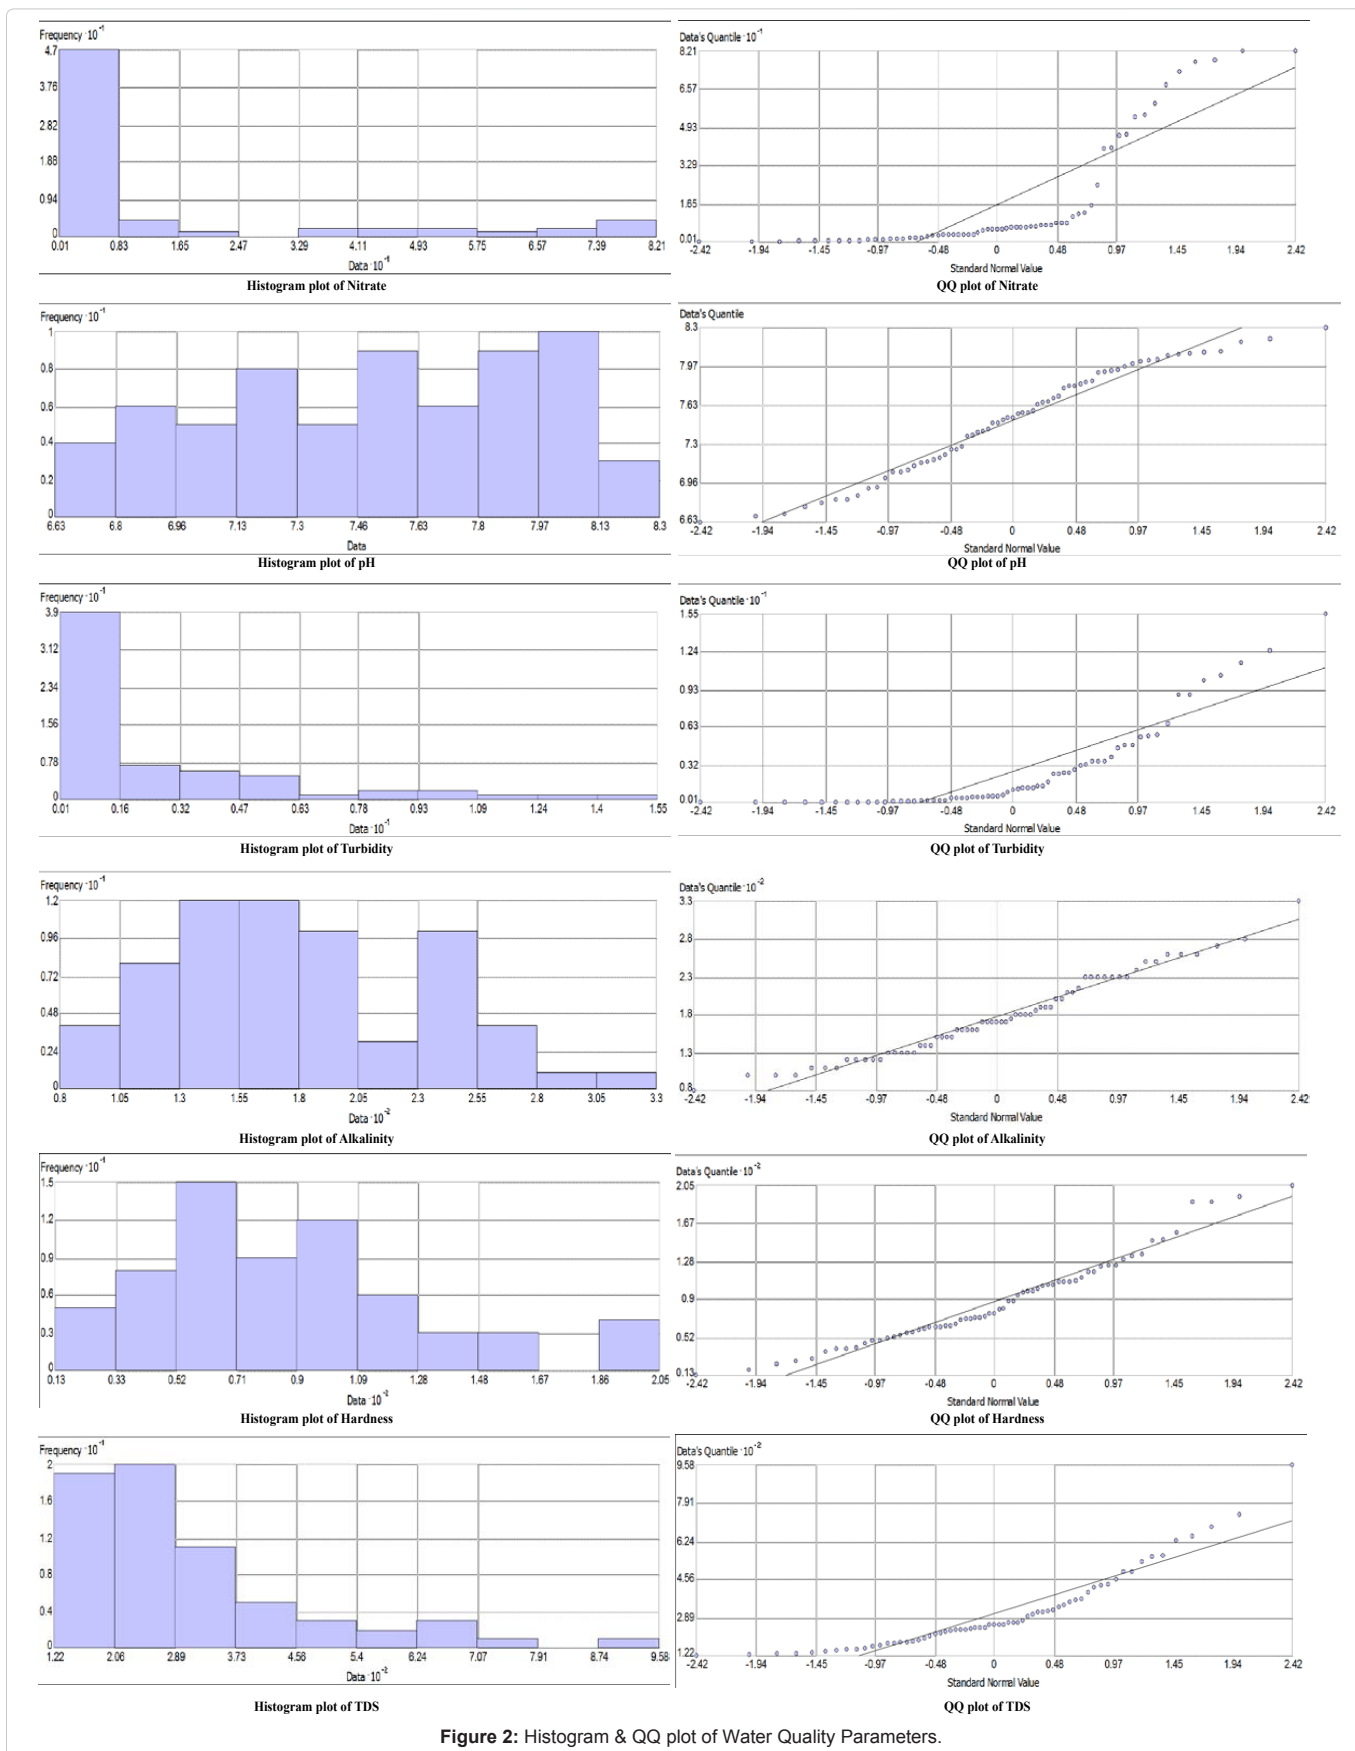 Frequency · 10⁻¹
4.7
3.76
2.82
1.88
0.94
0
0.01 0.83 1.65 2.47 3.29 4.11 4.93 5.75 6.57 7.39 8.21
Data · 10⁻¹
Histogram plot of Nitrate
Data's Quantile · 10⁻¹
8.21
6.57
4.93
3.29
1.65
0.01
-2.42 -1.94 -1.45 -0.97 -0.48 0 0.48 0.97 1.45 1.94 2.42
Standard Normal Value
QQ plot of Nitrate
Frequency · 10⁻¹
1
0.8
0.6
0.4
0.2
0
6.63 6.8 6.96 7.13 7.3 7.46 7.63 7.8 7.97 8.13 8.3
Data
Histogram plot of pH
Data's Quantile
8.3
7.97
7.63
7.3
6.96
6.63
-2.42 -1.94 -1.45 -0.97 -0.48 0 0.48 0.97 1.45 1.94 2.42
Standard Normal Value
QQ plot of pH
Frequency · 10⁻¹
3.9
3.12
2.34
1.56
0.78
0
0.01 0.16 0.32 0.47 0.63 0.78 0.93 1.09 1.24 1.4 1.55
Data · 10⁻¹
Histogram plot of Turbidity
Data's Quantile · 10⁻¹
1.55
1.24
0.93
0.63
0.32
0.01
-2.42 -1.94 -1.45 -0.97 -0.48 0 0.48 0.97 1.45 1.94 2.42
Standard Normal Value
QQ plot of Turbidity
Frequency · 10⁻¹
1.2
0.96
0.72
0.48
0.24
0
0.8 1.05 1.3 1.55 1.8 2.05 2.3 2.55 2.8 3.05 3.3
Data · 10⁻²
Histogram plot of Alkalinity
Data's Quantile · 10⁻²
3.3
2.8
2.3
1.8
1.3
0.8
-2.42 -1.94 -1.45 -0.97 -0.48 0 0.48 0.97 1.45 1.94 2.42
Standard Normal Value
QQ plot of Alkalinity
Frequency · 10⁻¹
1.5
1.2
0.9
0.6
0.3
0
0.13 0.33 0.52 0.71 0.9 1.09 1.28 1.48 1.67 1.86 2.05
Data · 10⁻²
Histogram plot of Hardness
Data's Quantile · 10⁻²
2.05
1.67
1.28
0.9
0.52
0.13
-2.42 -1.94 -1.45 -0.97 -0.48 0 0.48 0.97 1.45 1.94 2.42
Standard Normal Value
QQ plot of Hardness
Frequency · 10⁻¹
2
1.6
1.2
0.8
0.4
0
1.22 2.06 2.89 3.73 4.56 5.4 6.24 7.07 7.91 8.74 9.58
Data · 10⁻²
Histogram plot of TDS
Data's Quantile · 10⁻²
9.58
7.91
6.24
4.56
2.89
1.22
-2.42 -1.94 -1.45 -0.97 -0.48 0 0.48 0.97 1.45 1.94 2.42
Standard Normal Value
QQ plot of TDS
Figure 2: Histogram & QQ plot of Water Quality Parameters.